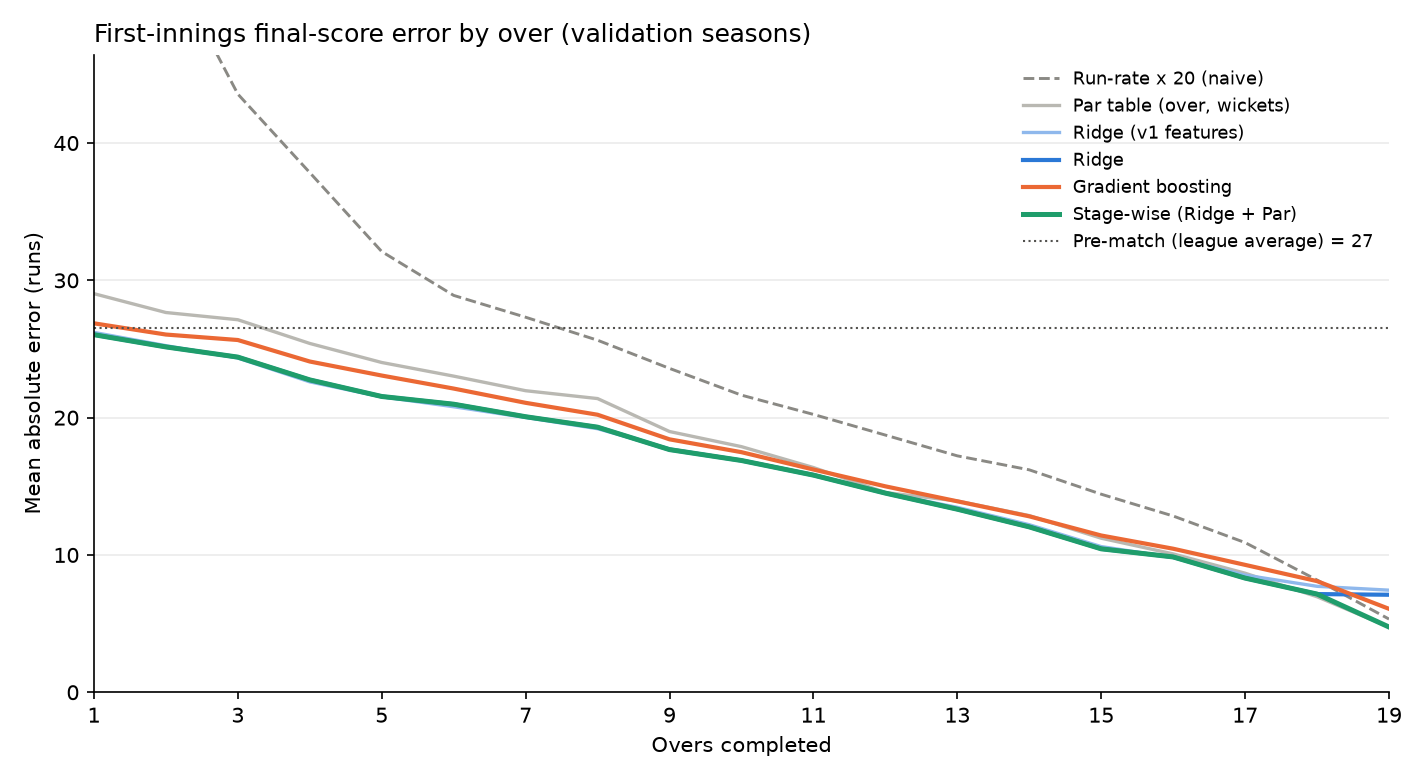 First-innings final-score error by over (validation seasons)
Run-rate x 20 (naive)
Par table (over, wickets)
Ridge (v1 features)
Ridge
Gradient boosting
Stage-wise (Ridge + Par)
Pre-match (league average) = 27
Mean absolute error (runs)
40
30
20
10
0
1 3 5 7 9 11 13 15 17 19
Overs completed